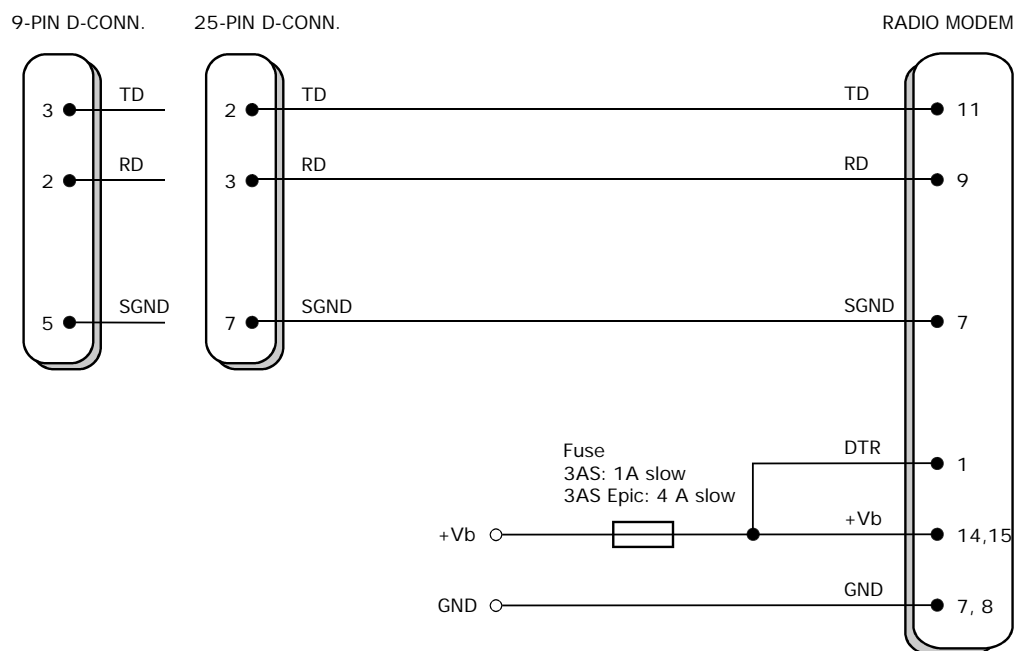 9-PIN D-CONN. 25-PIN D-CONN. RADIO MODEM
3 TD 2 TD TD 11
2 RD 3 RD RD 9
5 SGND 7 SGND SGND 7
Fuse
3AS: 1A slow
3AS Epic: 4 A slow
DTR 1
+Vb +Vb 14,15
GND GND 7, 8